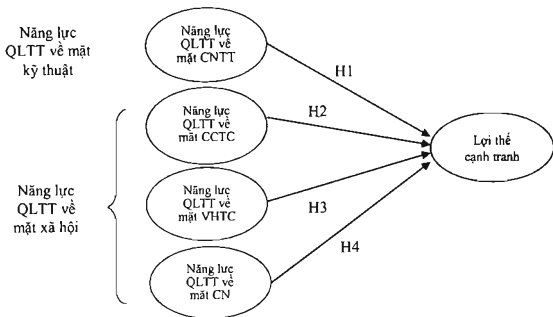 Năng lực
QLTT về mặt
kỹ thuật
Năng lực
QLTT về
mặt CNTT
H1
Năng lực
QLTT về
mặt CCTC
H2
Lợi thế
cạnh tranh
Năng lực
QLTT về
mặt xã hội
Năng lực
QLTT về
mặt VHTC
H3
Năng lực
QLTT về
mặt CN
H4